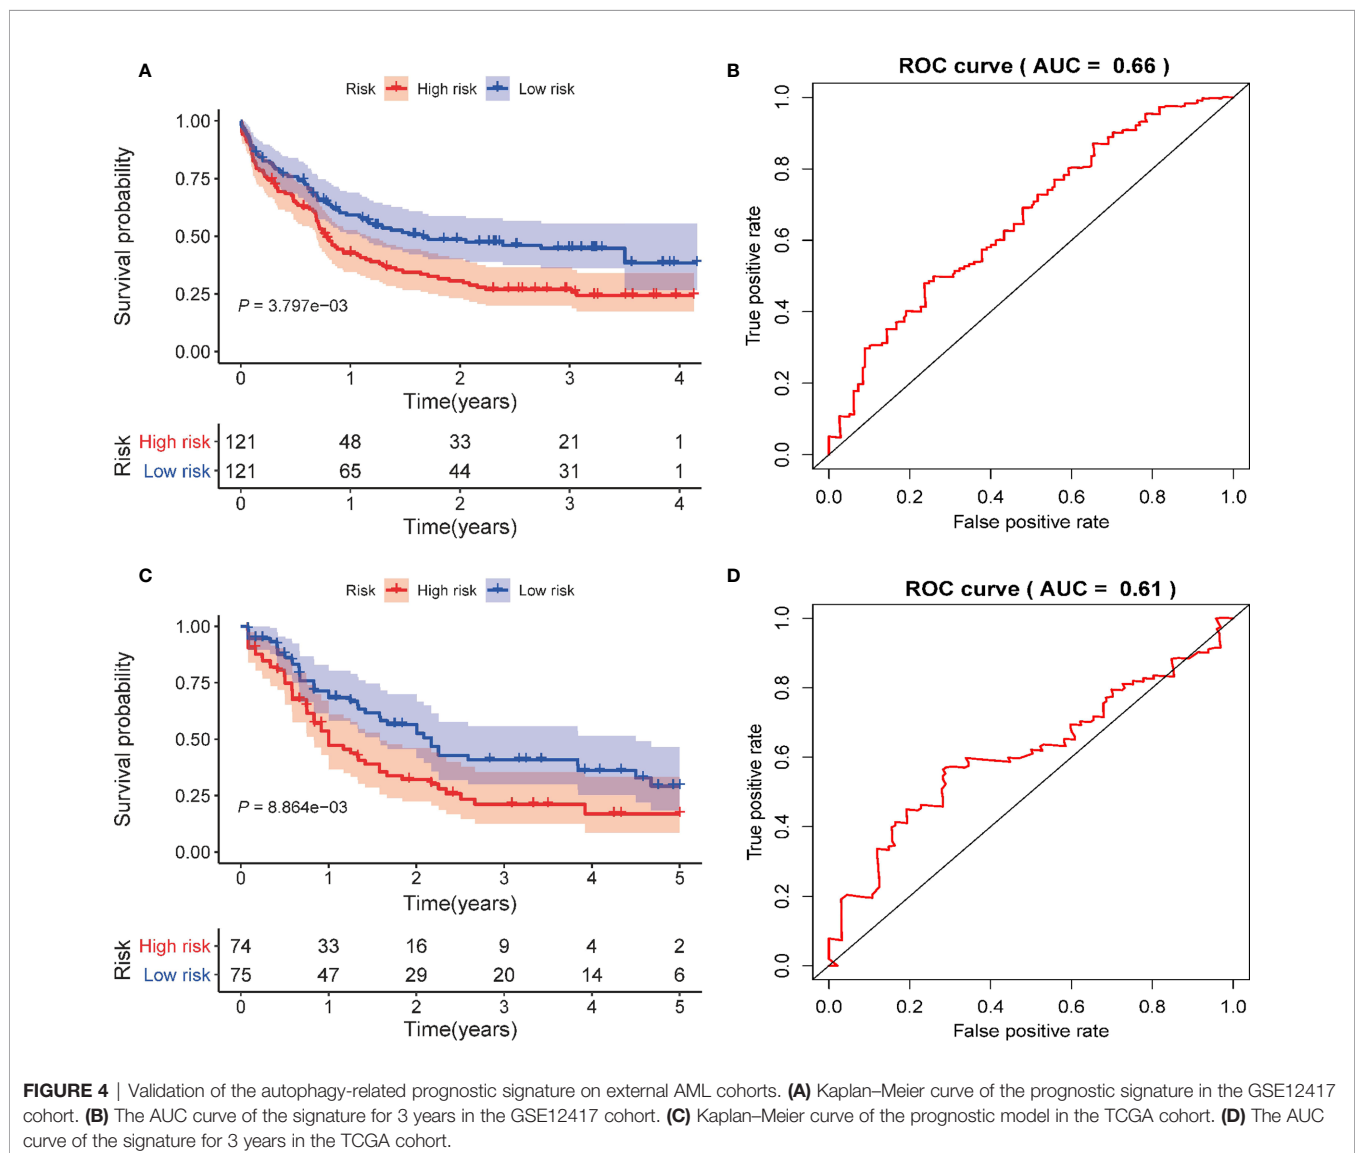 A
Risk High risk Low risk
Survival probability
1.00
0.75
0.50
0.25
0.00
P = 3.797e−03
0 1 2 3 4
Time(years)
Risk
High risk 121 48 33 21 1
Low risk 121 65 44 31 1
0 1 2 3 4
Time(years)
B
ROC curve ( AUC = 0.66 )
True positive rate
1.0
0.8
0.6
0.4
0.2
0.0
0.0 0.2 0.4 0.6 0.8 1.0
False positive rate
C
Risk High risk Low risk
Survival probability
1.00
0.75
0.50
0.25
0.00
P = 8.864e−03
0 1 2 3 4 5
Time(years)
Risk
High risk 74 33 16 9 4 2
Low risk 75 47 29 20 14 6
0 1 2 3 4 5
Time(years)
D
ROC curve ( AUC = 0.61 )
True positive rate
1.0
0.8
0.6
0.4
0.2
0.0
0.0 0.2 0.4 0.6 0.8 1.0
False positive rate
FIGURE 4 | Validation of the autophagy-related prognostic signature on external AML cohorts. (A) Kaplan–Meier curve of the prognostic signature in the GSE12417
cohort. (B) The AUC curve of the signature for 3 years in the GSE12417 cohort. (C) Kaplan–Meier curve of the prognostic model in the TCGA cohort. (D) The AUC
curve of the signature for 3 years in the TCGA cohort.